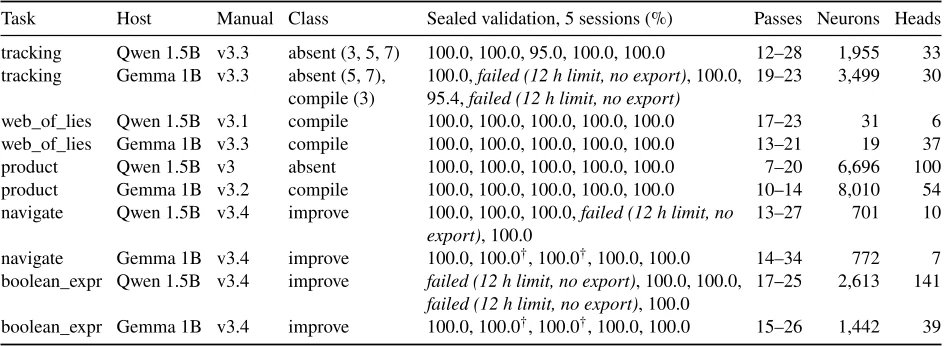 Task Host Manual Class Sealed validation, 5 sessions (%) Passes Neurons Heads
tracking Qwen 1.5B v3.3 absent (3, 5, 7) 100.0, 100.0, 95.0, 100.0, 100.0 12–28 1,955 33
tracking Gemma 1B v3.3 absent (5, 7), 100.0, failed (12 h limit, no export), 100.0, 19–23 3,499 30
compile (3) 95.4, failed (12 h limit, no export)
web_of_lies Qwen 1.5B v3.1 compile 100.0, 100.0, 100.0, 100.0, 100.0 17–23 31 6
web_of_lies Gemma 1B v3.3 compile 100.0, 100.0, 100.0, 100.0, 100.0 13–21 19 37
product Qwen 1.5B v3 absent 100.0, 100.0, 100.0, 100.0, 100.0 7–20 6,696 100
product Gemma 1B v3.2 compile 100.0, 100.0, 100.0, 100.0, 100.0 10–14 8,010 54
navigate Qwen 1.5B v3.4 improve 100.0, 100.0, 100.0, failed (12 h limit, no 13–27 701 10
export), 100.0
navigate Gemma 1B v3.4 improve 100.0, 100.0†, 100.0†, 100.0, 100.0 14–34 772 7
boolean_expr Qwen 1.5B v3.4 improve failed (12 h limit, no export), 100.0, 100.0, 17–25 2,613 141
failed (12 h limit, no export), 100.0
boolean_expr Gemma 1B v3.4 improve 100.0, 100.0†, 100.0†, 100.0, 100.0 15–26 1,442 39